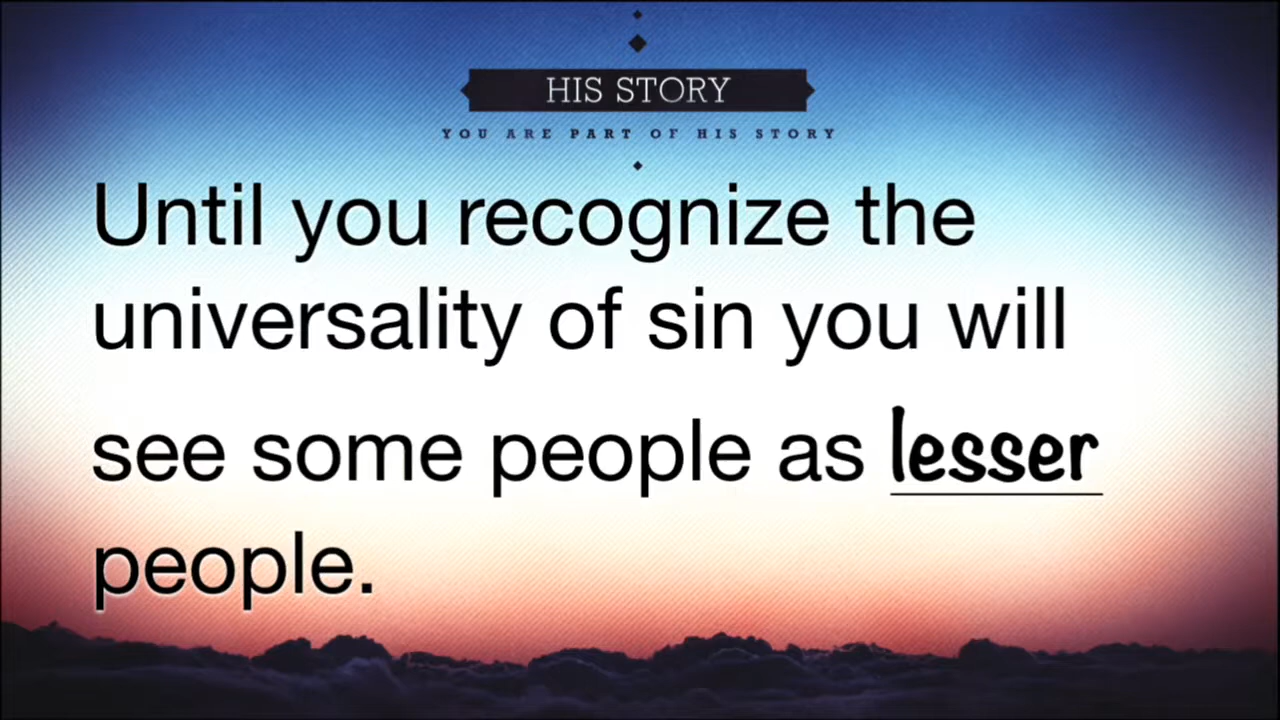 HIS STORY
YOU ARE PART OF HIS STORY
Until you recognize the
universality of sin you will
see some people as lesser
people.